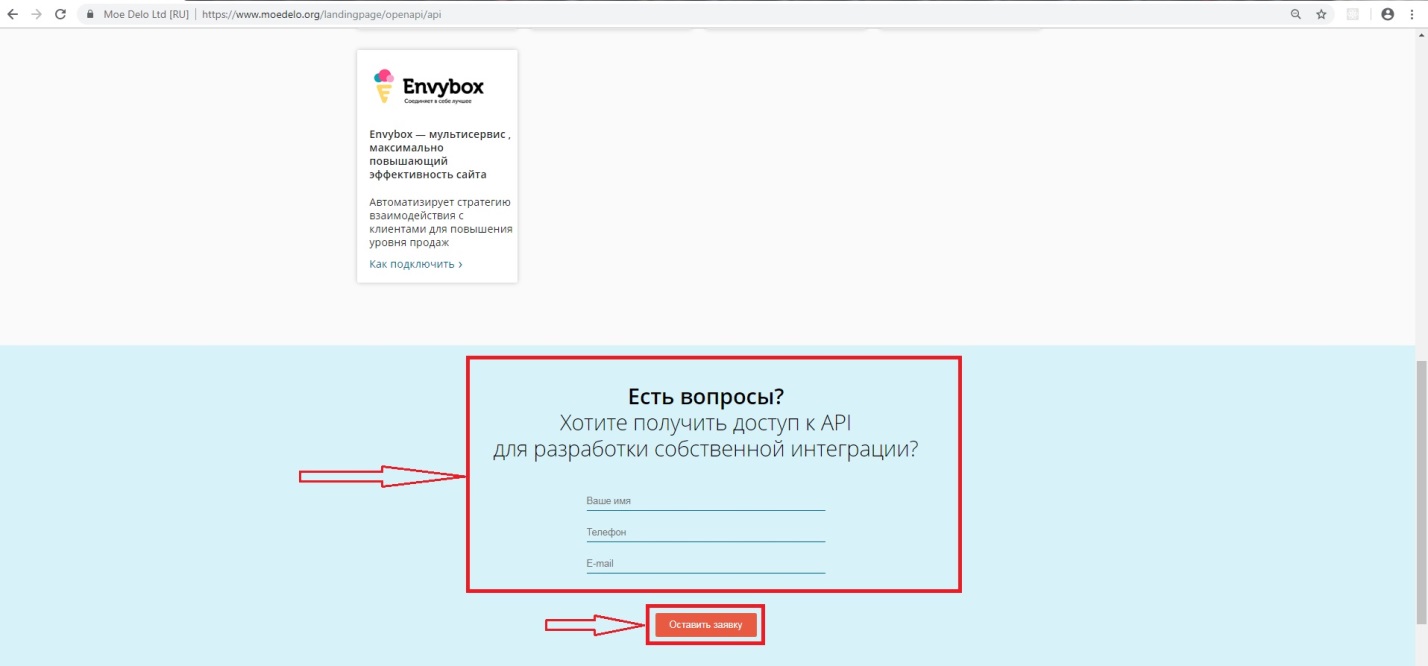 Moe Delo Ltd [RU] | https://www.moedelo.org/landingpage/openapi/api
Envybox
Соединяет в себе лучшее
Envybox — мультисервис ,
максимально
повышающий
эффективность сайта
Автоматизирует стратегию
взаимодействия с
клиентами для повышения
уровня продаж
Как подключить ›
Есть вопросы?
Хотите получить доступ к API
для разработки собственной интеграции?
Ваше имя
Телефон
E-mail
Оставить заявку